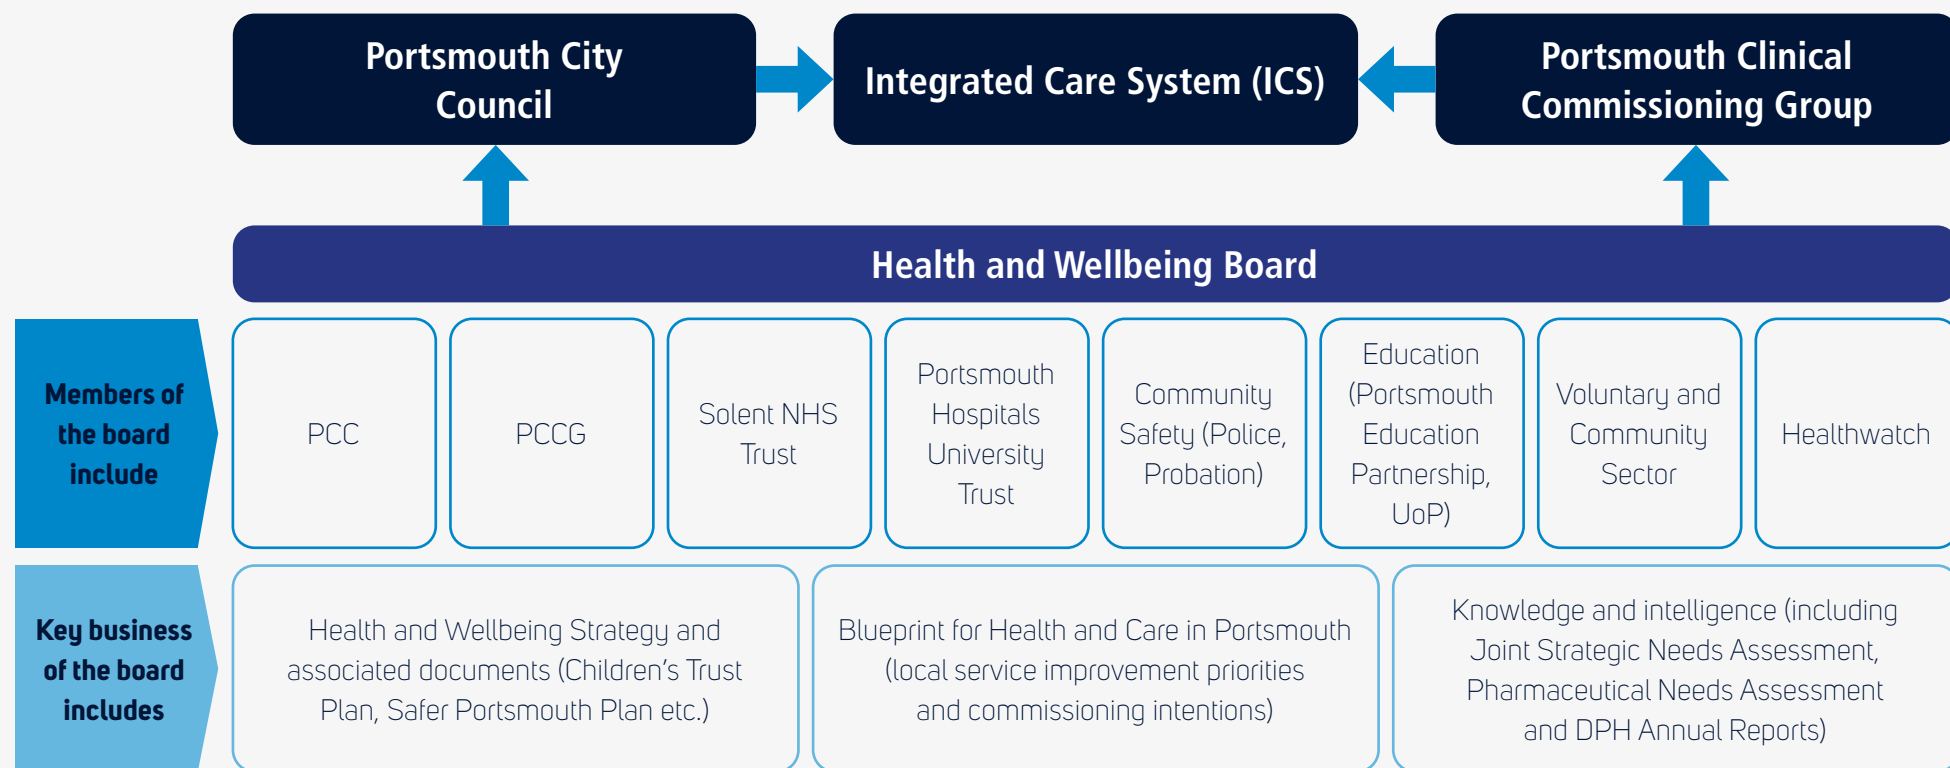 Portsmouth City
Council
Integrated Care System (ICS)
Portsmouth Clinical
Commissioning Group
Health and Wellbeing Board
Members of
the board
include
PCC
PCCG
Solent NHS
Trust
Portsmouth
Hospitals
University
Trust
Community
Safety (Police,
Probation)
Education
(Portsmouth
Education
Partnership,
UoP)
Voluntary and
Community
Sector
Healthwatch
Key business
of the board
includes
Health and Wellbeing Strategy and
associated documents (Children’s Trust
Plan, Safer Portsmouth Plan etc.)
Blueprint for Health and Care in Portsmouth
(local service improvement priorities
and commissioning intentions)
Knowledge and intelligence (including
Joint Strategic Needs Assessment,
Pharmaceutical Needs Assessment
and DPH Annual Reports)